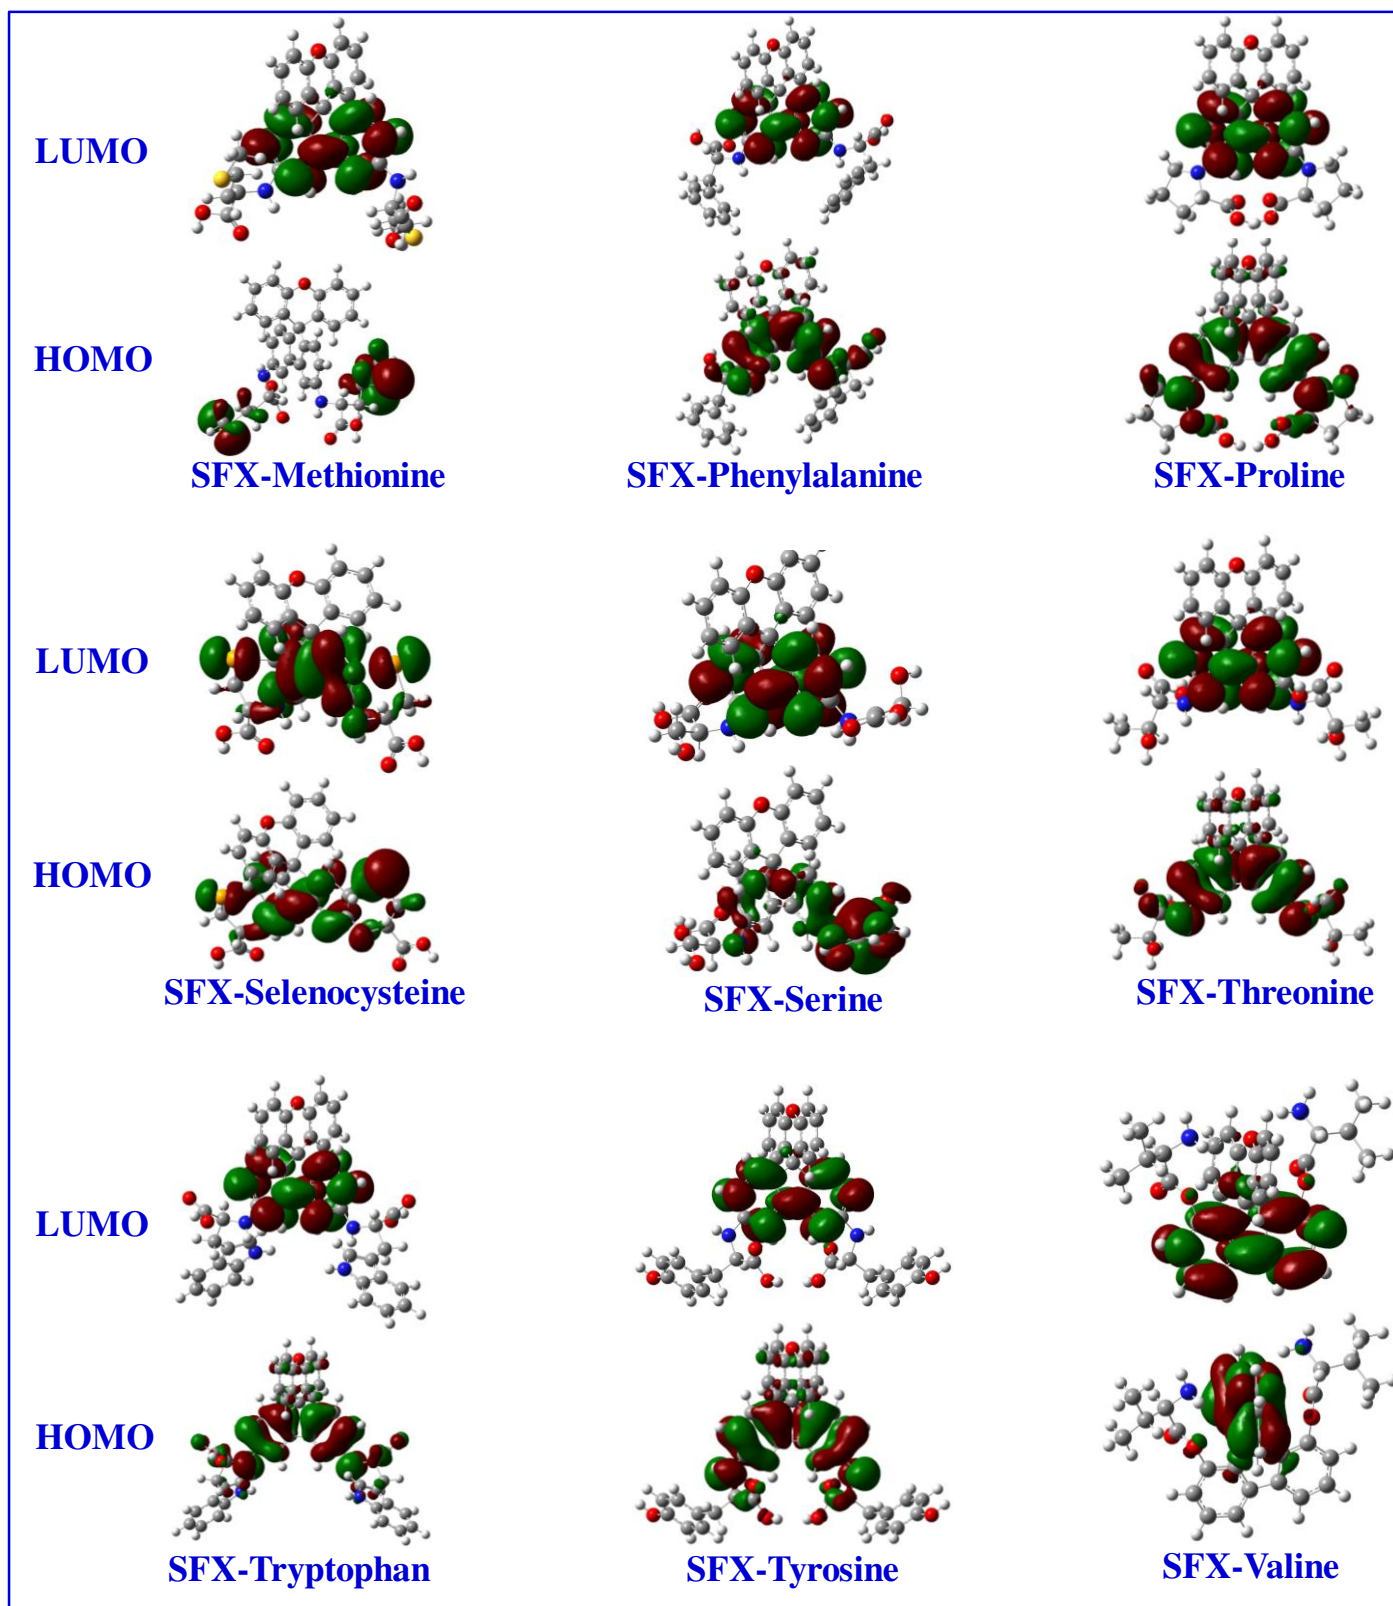 LUMO
HOMO
SFX-Methionine
SFX-Phenylalanine
SFX-Proline
LUMO
HOMO
SFX-Selenocysteine
SFX-Serine
SFX-Threonine
LUMO
HOMO
SFX-Tryptophan
SFX-Tyrosine
SFX-Valine